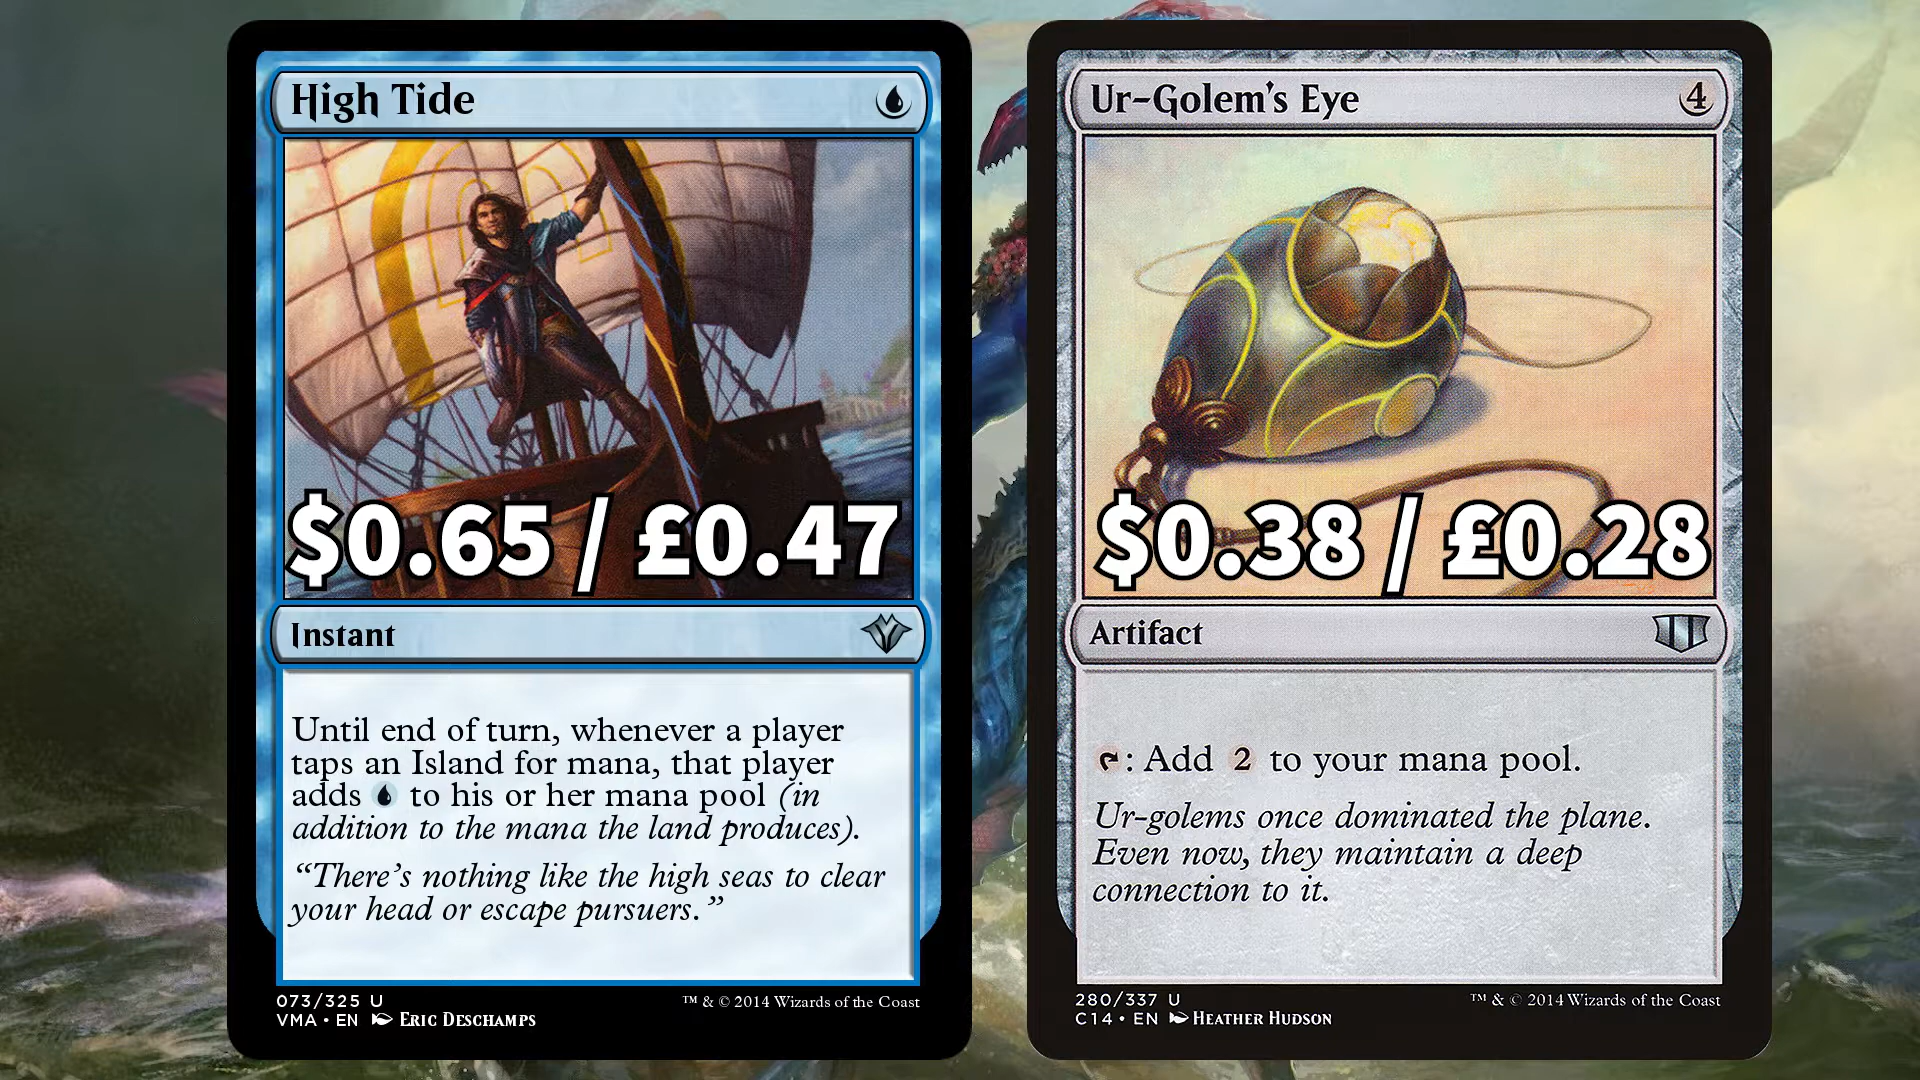 High Tide
$0.65 / £0.47
Instant
Until end of turn, whenever a player
taps an Island for mana, that player
adds to his or her mana pool (in
addition to the mana the land produces).
“There’s nothing like the high seas to clear
your head or escape pursuers.”
073/325 U
VMA • EN Eric Deschamps
™ & © 2014 Wizards of the Coast
Ur-Golem’s Eye
4
$0.38 / £0.28
Artifact
: Add 2 to your mana pool.
Ur-golems once dominated the plane.
Even now, they maintain a deep
connection to it.
280/337 U
C14 • EN Heather Hudson
™ & © 2014 Wizards of the Coast